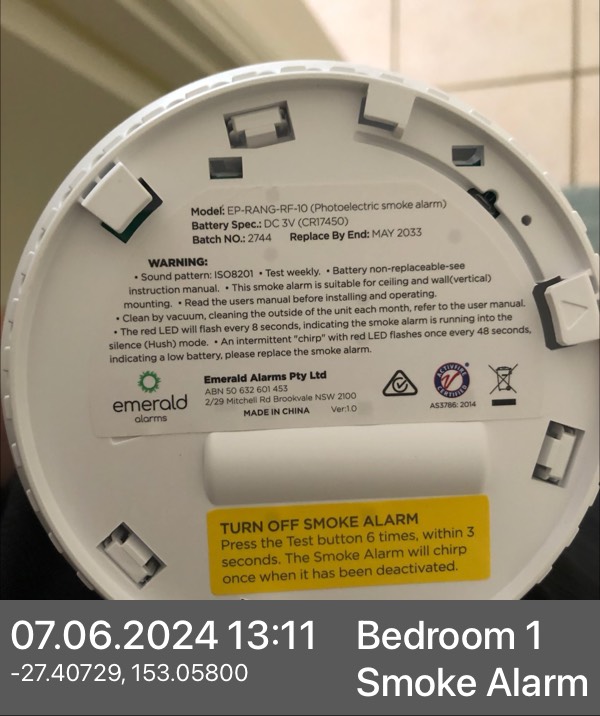 Model: EP-RANG-RF-10 (Photoelectric smoke alarm)
Battery Spec.: DC 3V (CR17450)
Batch NO.: 2744 Replace By End: MAY 2033
WARNING:
• Sound pattern: ISO8201 • Test weekly. • Battery non-replaceable-see
instruction manual. • This smoke alarm is suitable for ceiling and wall(vertical)
mounting. • Read the users manual before installing and operating.
• Clean by vacuum, cleaning the outside of the unit each month, refer to the user manual.
• The red LED will flash every 8 seconds, indicating the smoke alarm is running into the
silence (Hush) mode. • An intermittent "chirp" with red LED flashes once every 48 seconds,
indicating a low battery, please replace the smoke alarm.
emerald
alarms
Emerald Alarms Pty Ltd
ABN 50 632 601 453
2/29 Mitchell Rd Brookvale NSW 2100
MADE IN CHINA Ver:1.0
ACTIVFIRE
CERTIFIED
AS3786: 2014
TURN OFF SMOKE ALARM
Press the Test button 6 times, within 3
seconds. The Smoke Alarm will chirp
once when it has been deactivated.
07.06.2024 13:11
-27.40729, 153.05800
Bedroom 1
Smoke Alarm